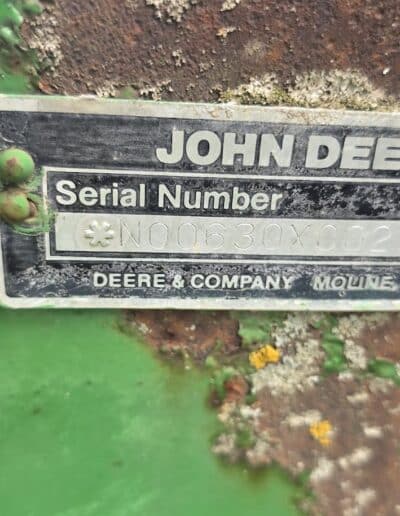 JOHN DEE
Serial Number
*N00630X002
DEERE & COMPANY MOLINE